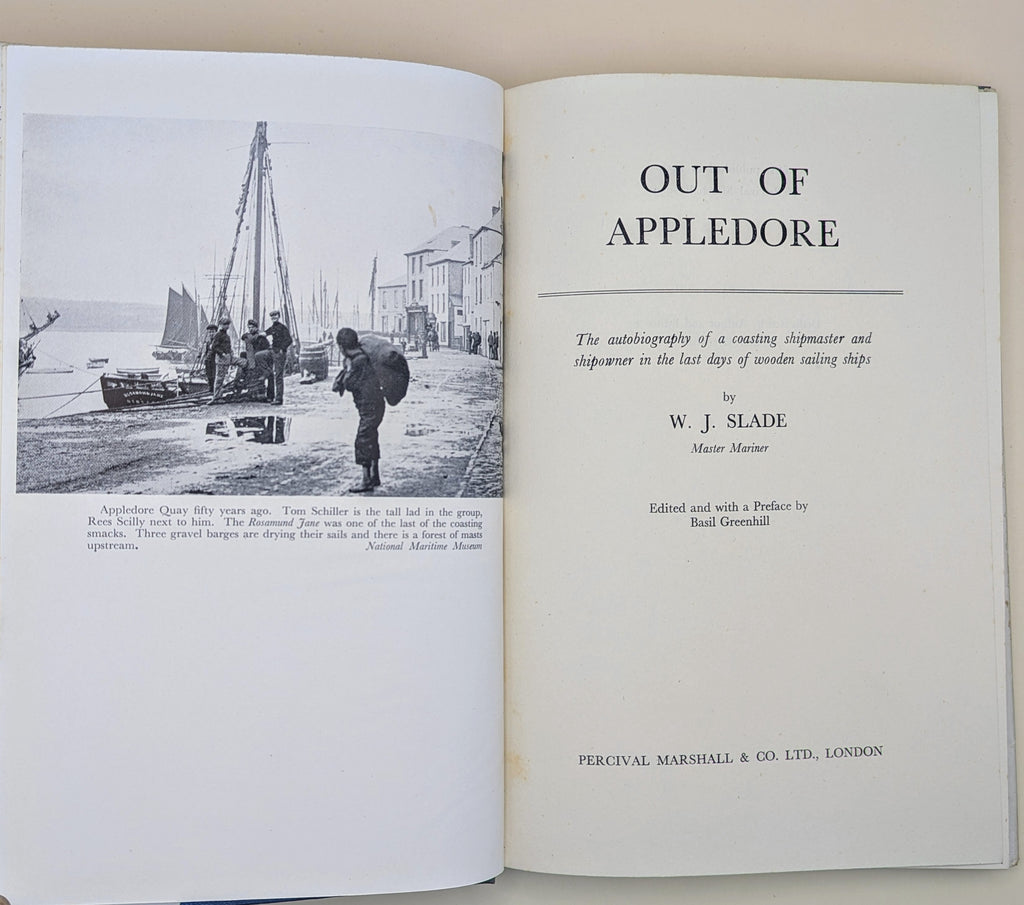 ROSAMUND JANE
Appledore Quay fifty years ago. Tom Schiller is the tall lad in the group,
Rees Scilly next to him. The Rosamund Jane was one of the last of the coasting
smacks. Three gravel barges are drying their sails and there is a forest of masts
upstream. National Maritime Museum
OUT OF
APPLEDORE
The autobiography of a coasting shipmaster and
shipowner in the last days of wooden sailing ships
by
W. J. SLADE
Master Mariner
Edited and with a Preface by
Basil Greenhill
PERCIVAL MARSHALL & CO. LTD., LONDON